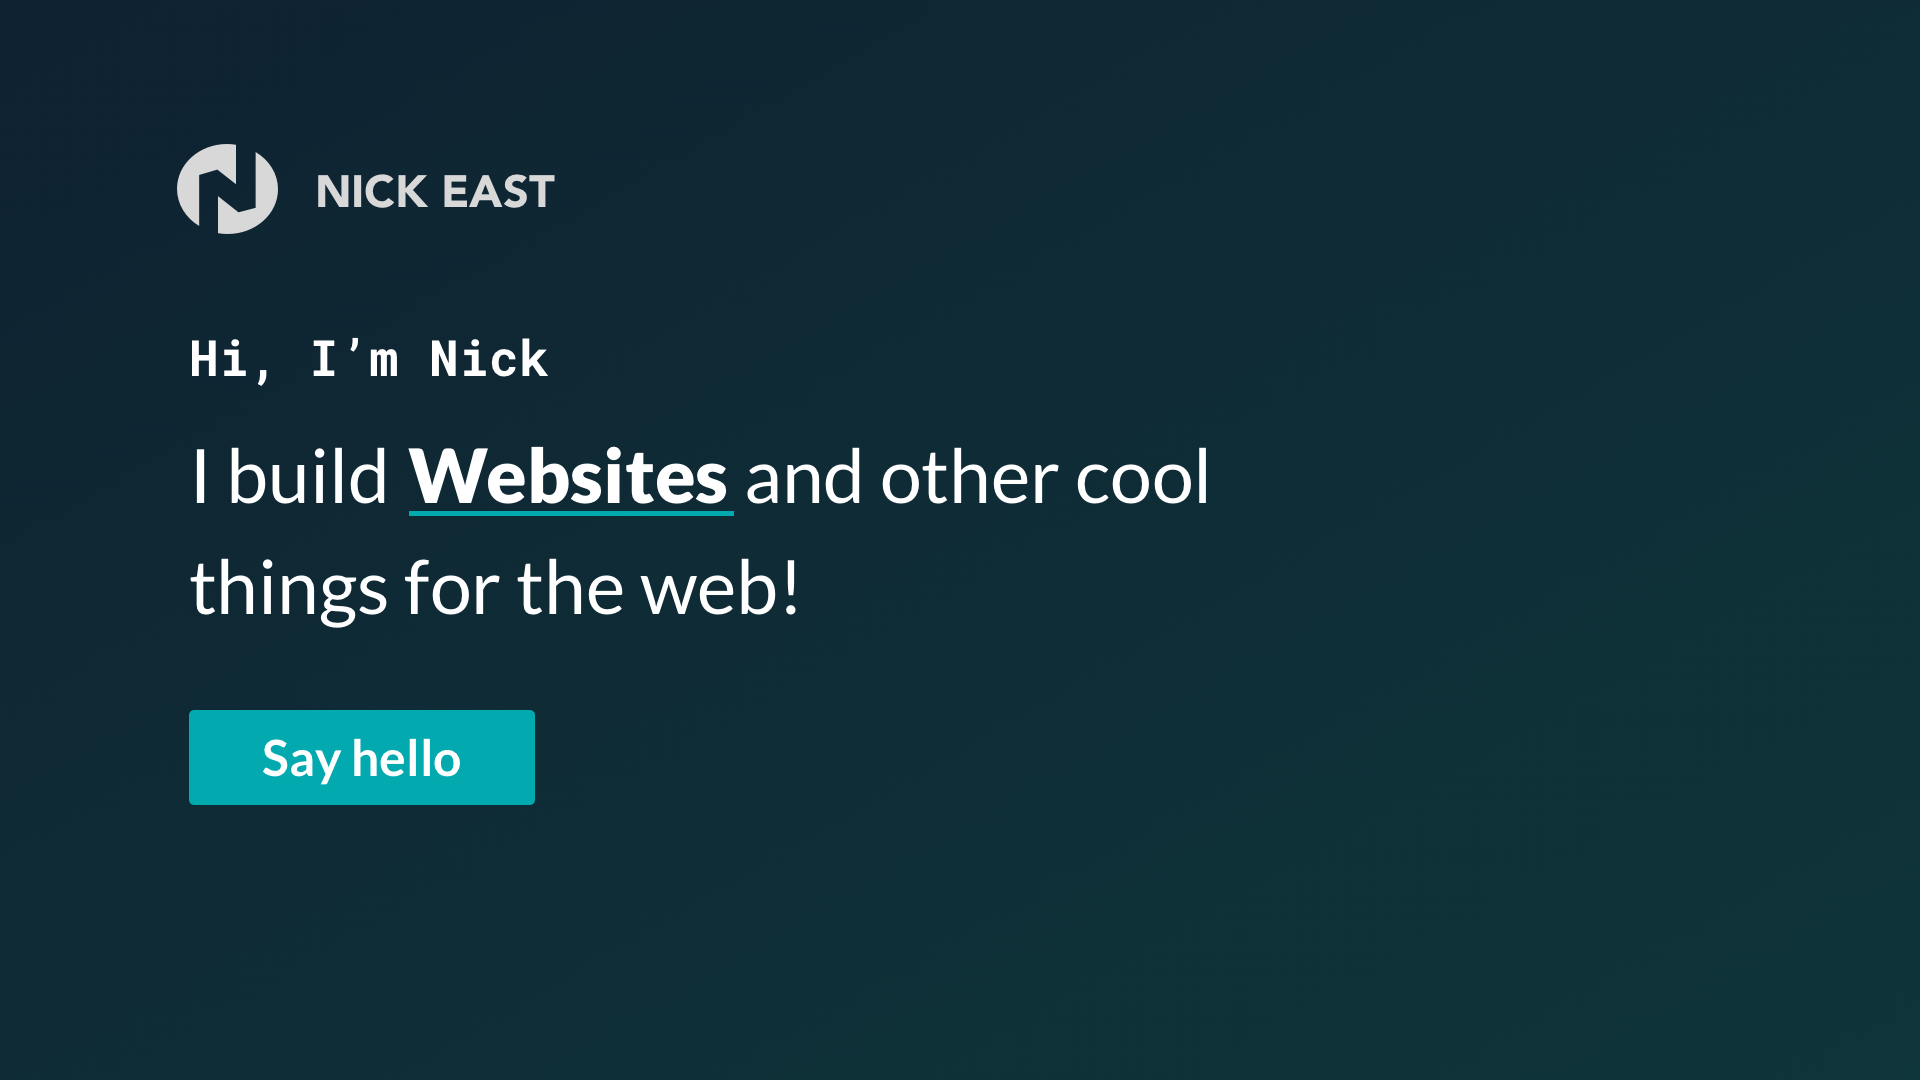 NICK EAST
Hi, I’m Nick
I build Websites and other cool
things for the web!
Say hello